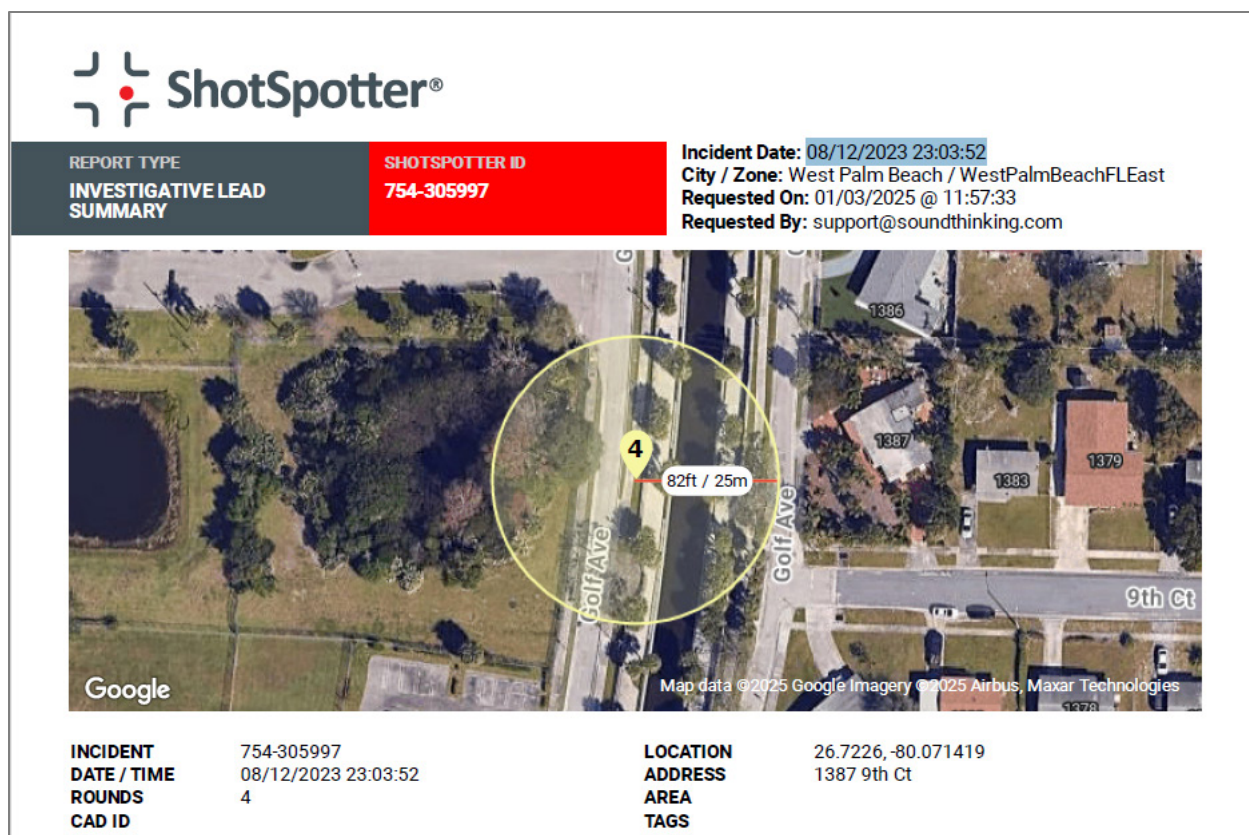 ShotSpotter®
REPORT TYPE
INVESTIGATIVE LEAD
SUMMARY
SHOTSPOTTER ID
754-305997
Incident Date: 08/12/2023 23:03:52
City / Zone: West Palm Beach / WestPalmBeachFLEast
Requested On: 01/03/2025 @ 11:57:33
Requested By: support@soundthinking.com
1386
4
1387
1379
1383
82ft / 25m
Golf Ave
Golf Ave
9th Ct
Google
Map data ©2025 Google Imagery ©2025 Airbus, Maxar Technologies
1378
INCIDENT 754-305997
DATE / TIME 08/12/2023 23:03:52
ROUNDS 4
CAD ID
LOCATION 26.7226, -80.071419
ADDRESS 1387 9th Ct
AREA
TAGS